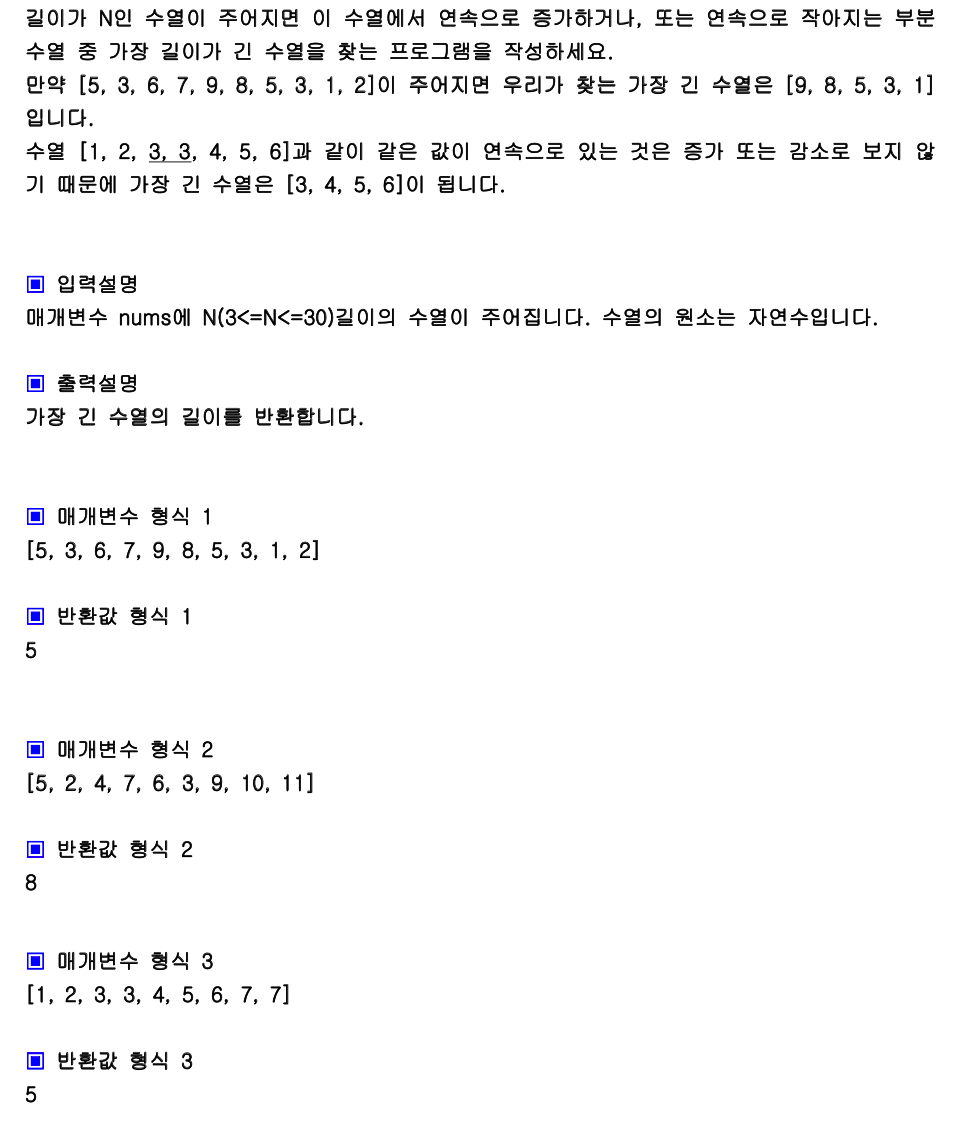 길이가 N인 수열이 주어지면 이 수열에서 연속으로 증가하거나, 또는 연속으로 작아지는 부분
수열 중 가장 길이가 긴 수열을 찾는 프로그램을 작성하세요.
만약 [5, 3, 6, 7, 9, 8, 5, 3, 1, 2]이 주어지면 우리가 찾는 가장 긴 수열은 [9, 8, 5, 3, 1]
입니다.
수열 [1, 2, 3, 3, 4, 5, 6]과 같이 같은 값이 연속으로 있는 것은 증가 또는 감소로 보지 않
기 때문에 가장 긴 수열은 [3, 4, 5, 6]이 됩니다.
▣ 입력설명
매개변수 nums에 N(3<=N<=30)길이의 수열이 주어집니다. 수열의 원소는 자연수입니다.
▣ 출력설명
가장 긴 수열의 길이를 반환합니다.
▣ 매개변수 형식 1
[5, 3, 6, 7, 9, 8, 5, 3, 1, 2]
▣ 반환값 형식 1
5
▣ 매개변수 형식 2
[5, 2, 4, 7, 6, 3, 9, 10, 11]
▣ 반환값 형식 2
8
▣ 매개변수 형식 3
[1, 2, 3, 3, 4, 5, 6, 7, 7]
▣ 반환값 형식 3
5